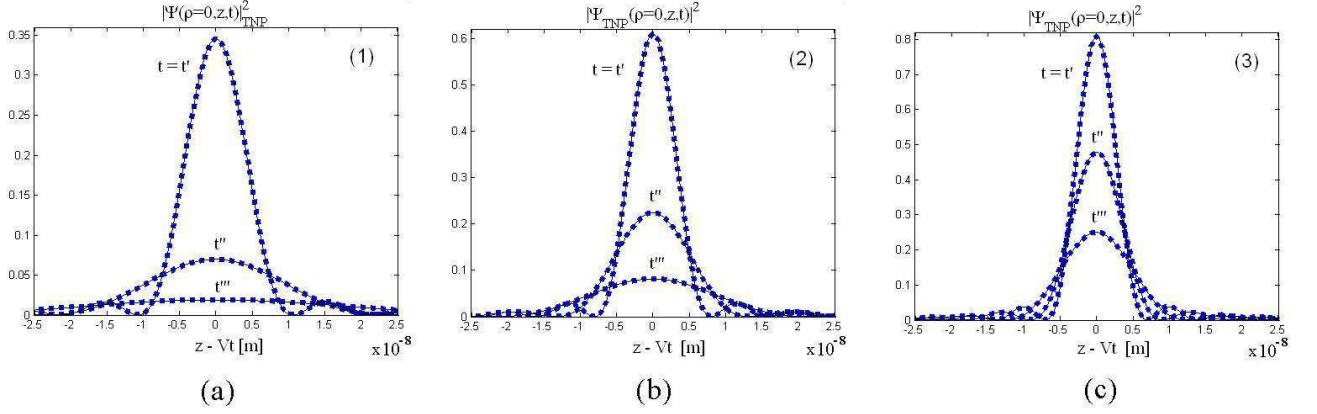 |Ψ(ρ=0,z,t)|²_TNP
(1)
t = t'
t''
t'''
0.35
0.3
0.25
0.2
0.15
0.1
0.05
0
-2.5 -2 -1.5 -1 -0.5 0 0.5 1 1.5 2 2.5
z - Vt [m] x10⁻⁸
(a)
|Ψ_TNP(ρ=0,z,t)|²
(2)
t = t'
t''
t'''
0.6
0.5
0.4
0.3
0.2
0.1
0
-2.5 -2 -1.5 -1 -0.5 0 0.5 1 1.5 2 2.5
z - Vt [m] x10⁻⁸
(b)
|Ψ_TNP(ρ=0,z,t)|²
(3)
t = t'
t''
t'''
0.8
0.7
0.6
0.5
0.4
0.3
0.2
0.1
0
-2.5 -2 -1.5 -1 -0.5 0 0.5 1 1.5 2 2.5
z - Vt [m] x10⁻⁸
(c)